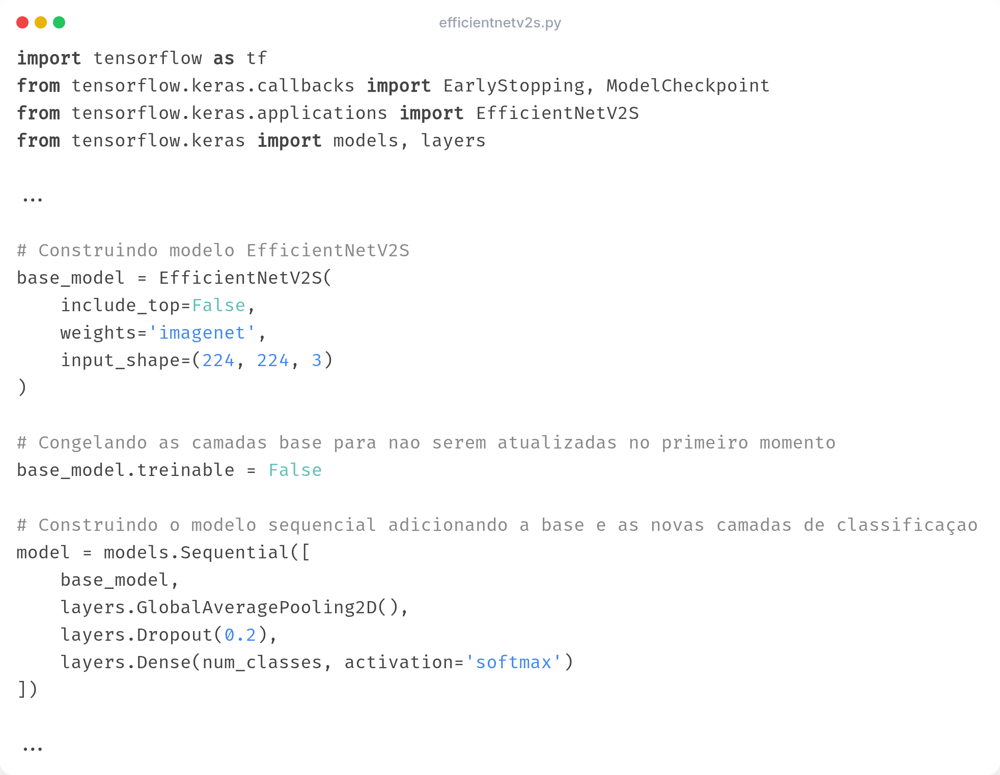 efficientnetv2s.py
import tensorflow as tf
from tensorflow.keras.callbacks import EarlyStopping, ModelCheckpoint
from tensorflow.keras.applications import EfficientNetV2S
from tensorflow.keras import models, layers
...
# Construindo modelo EfficientNetV2S
base_model = EfficientNetV2S(
    include_top=False,
    weights='imagenet',
    input_shape=(224, 224, 3)
)
# Congelando as camadas base para nao serem atualizadas no primeiro momento
base_model.treinable = False
# Construindo o modelo sequencial adicionando a base e as novas camadas de classificaçao
model = models.Sequential([
    base_model,
    layers.GlobalAveragePooling2D(),
    layers.Dropout(0.2),
    layers.Dense(num_classes, activation='softmax')
])
...